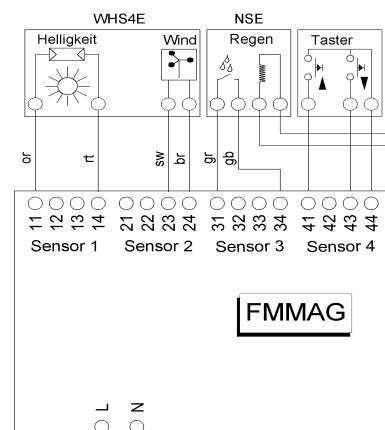 WHS4E NSE
Helligkeit Wind Regen Taster
or rt sw br gr gb
11 12 13 14 21 22 23 24 31 32 33 34 41 42 43 44
Sensor 1 Sensor 2 Sensor 3 Sensor 4
FMMAG
L N